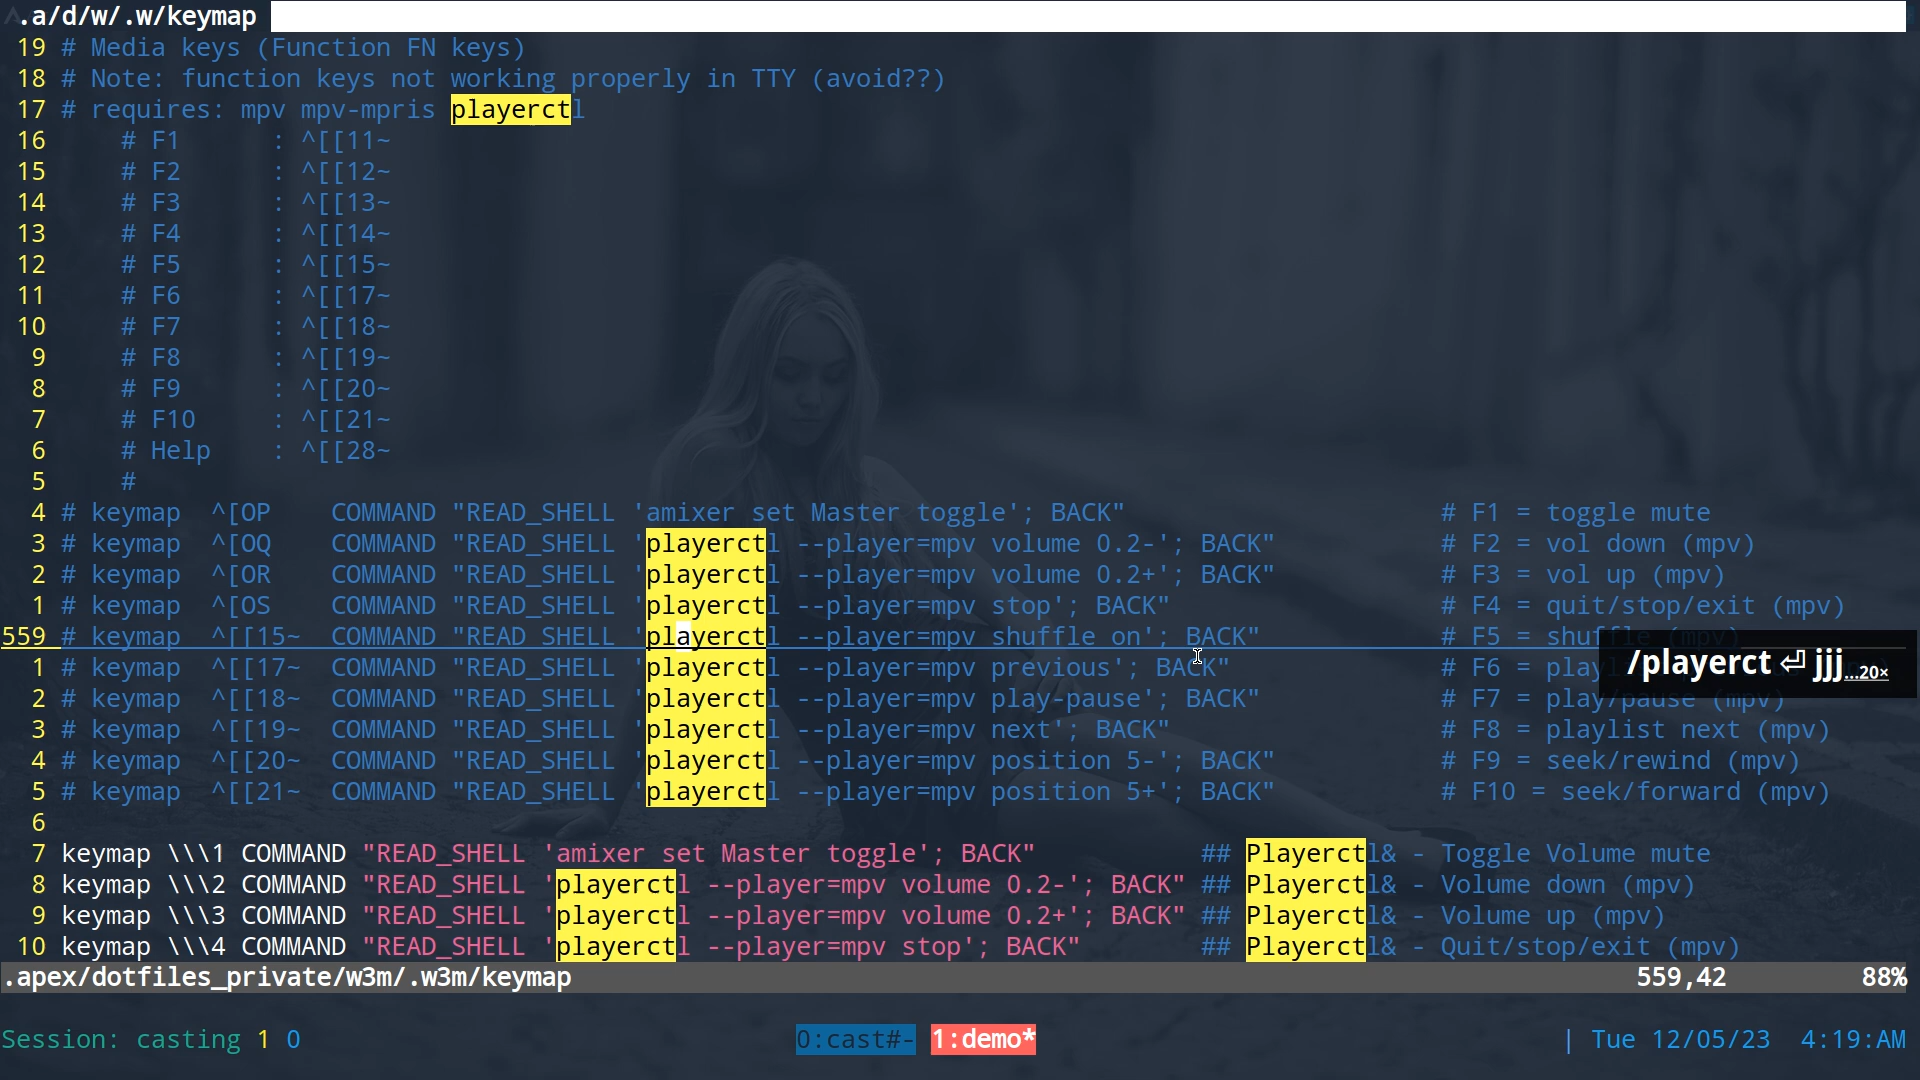 .a/d/w/.w/keymap
19 # Media keys (Function FN keys)
18 # Note: function keys not working properly in TTY (avoid??)
17 # requires: mpv mpv-mpris playerctl
16     # F1      : ^[[11~
15     # F2      : ^[[12~
14     # F3      : ^[[13~
13     # F4      : ^[[14~
12     # F5      : ^[[15~
11     # F6      : ^[[17~
10     # F7      : ^[[18~
9     # F8      : ^[[19~
8     # F9      : ^[[20~
7     # F10     : ^[[21~
6     # Help    : ^[[28~
5     #
4 # keymap  ^[OP    COMMAND "READ_SHELL 'amixer set Master toggle'; BACK"                     # F1 = toggle mute
3 # keymap  ^[OQ    COMMAND "READ_SHELL 'playerctl --player=mpv volume 0.2-'; BACK"           # F2 = vol down (mpv)
2 # keymap  ^[OR    COMMAND "READ_SHELL 'playerctl --player=mpv volume 0.2+'; BACK"           # F3 = vol up (mpv)
1 # keymap  ^[OS    COMMAND "READ_SHELL 'playerctl --player=mpv stop'; BACK"                  # F4 = quit/stop/exit (mpv)
559 # keymap  ^[[15~  COMMAND "READ_SHELL 'playerctl --player=mpv shuffle on'; BACK"            # F5 = shuffle (mpv)
1 # keymap  ^[[17~  COMMAND "READ_SHELL 'playerctl --player=mpv previous'; BACK"              # F6 =
/playerct ⏎ jjj...20×
2 # keymap  ^[[18~  COMMAND "READ_SHELL 'playerctl --player=mpv play-pause'; BACK"            # F7 = play/pause (mpv)
3 # keymap  ^[[19~  COMMAND "READ_SHELL 'playerctl --player=mpv next'; BACK"                  # F8 = playlist next (mpv)
4 # keymap  ^[[20~  COMMAND "READ_SHELL 'playerctl --player=mpv position 5-'; BACK"           # F9 = seek/rewind (mpv)
5 # keymap  ^[[21~  COMMAND "READ_SHELL 'playerctl --player=mpv position 5+'; BACK"           # F10 = seek/forward (mpv)
6
7 keymap \\\1 COMMAND "READ_SHELL 'amixer set Master toggle'; BACK"           ## Playerctl& - Toggle Volume mute
8 keymap \\\2 COMMAND "READ_SHELL 'playerctl --player=mpv volume 0.2-'; BACK" ## Playerctl& - Volume down (mpv)
9 keymap \\\3 COMMAND "READ_SHELL 'playerctl --player=mpv volume 0.2+'; BACK" ## Playerctl& - Volume up (mpv)
10 keymap \\\4 COMMAND "READ_SHELL 'playerctl --player=mpv stop'; BACK"        ## Playerctl& - Quit/stop/exit (mpv)
.apex/dotfiles_private/w3m/.w3m/keymap                559,42         88%
Session: casting 1 0    0:cast#- 1:demo*    | Tue 12/05/23  4:19:AM